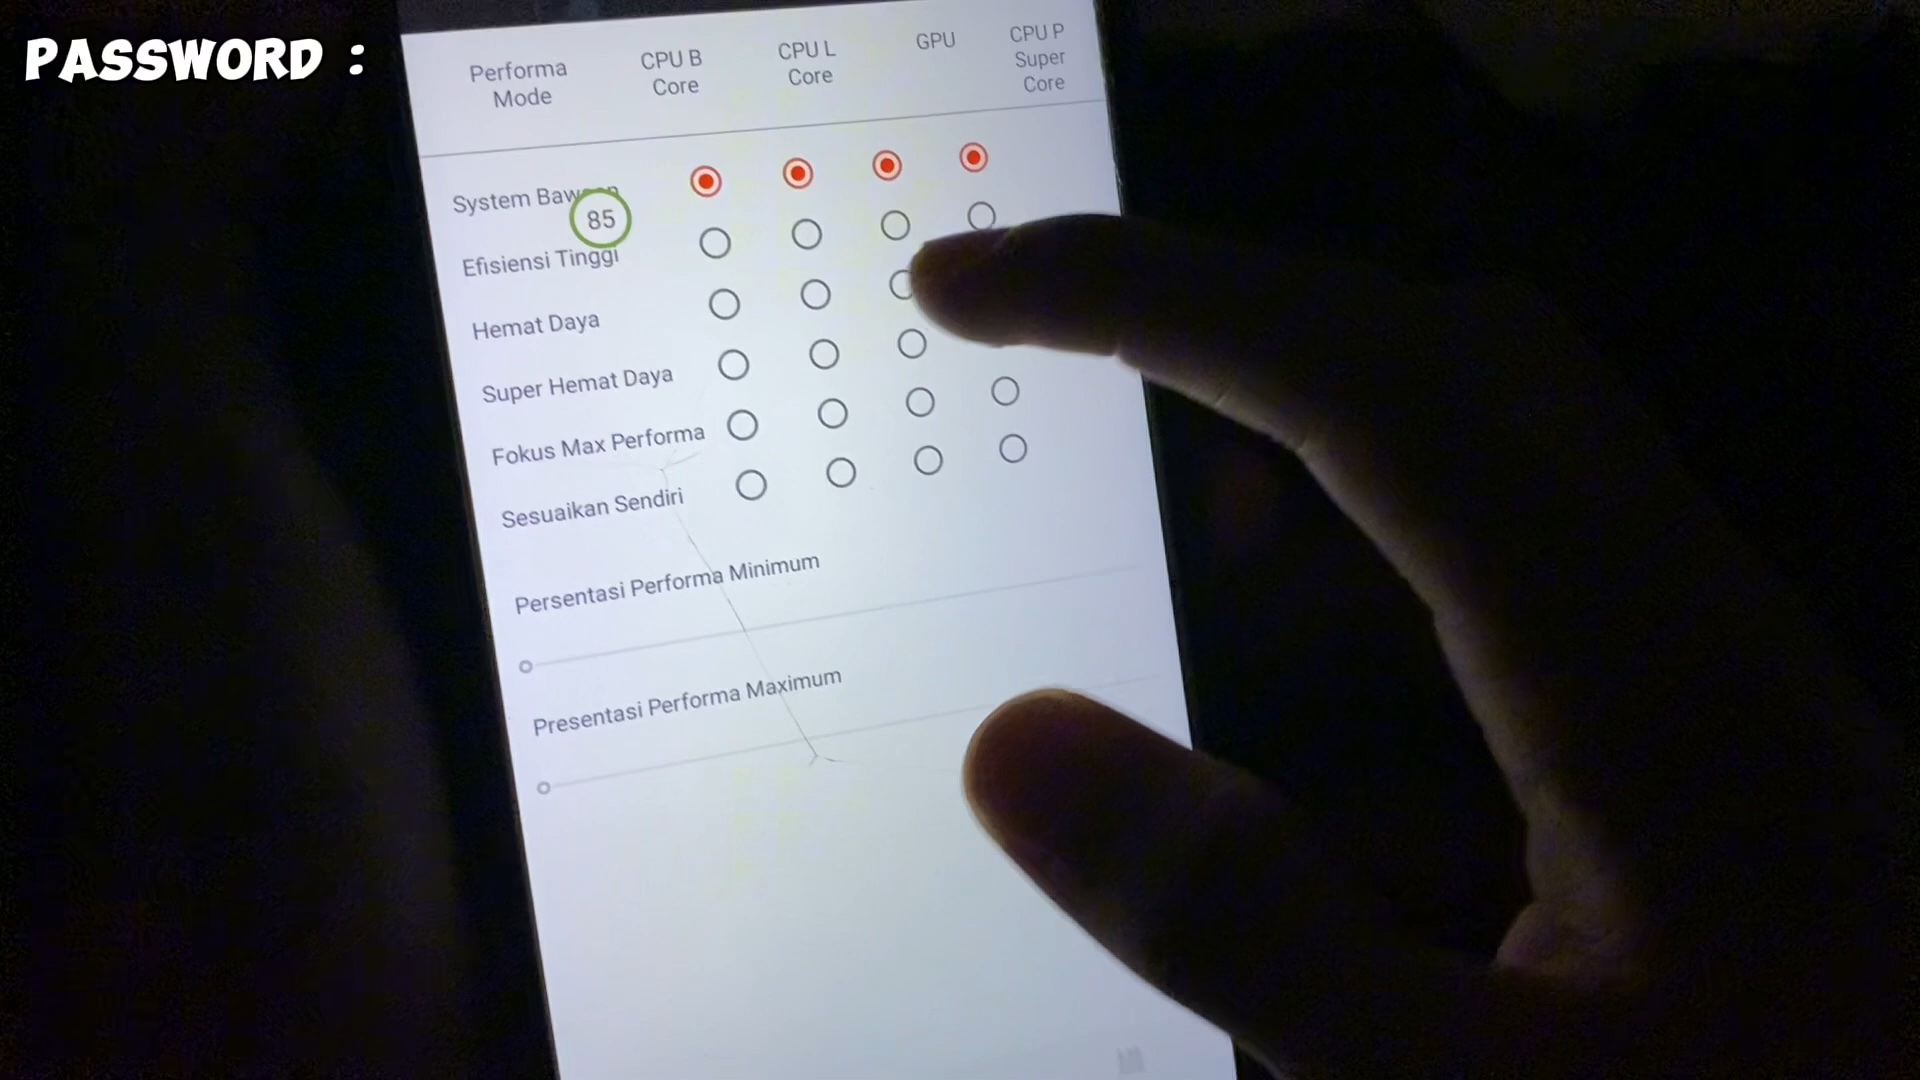 PASSWORD :
Performa Mode
CPU B Core
CPU L Core
GPU
CPU P Super Core
System
85
Efisiensi Tinggi
Hemat Daya
Super Hemat Daya
Fokus Max Performa
Sesuaikan Sendiri
Persentasi Performa Minimum
Presentasi Performa Maximum